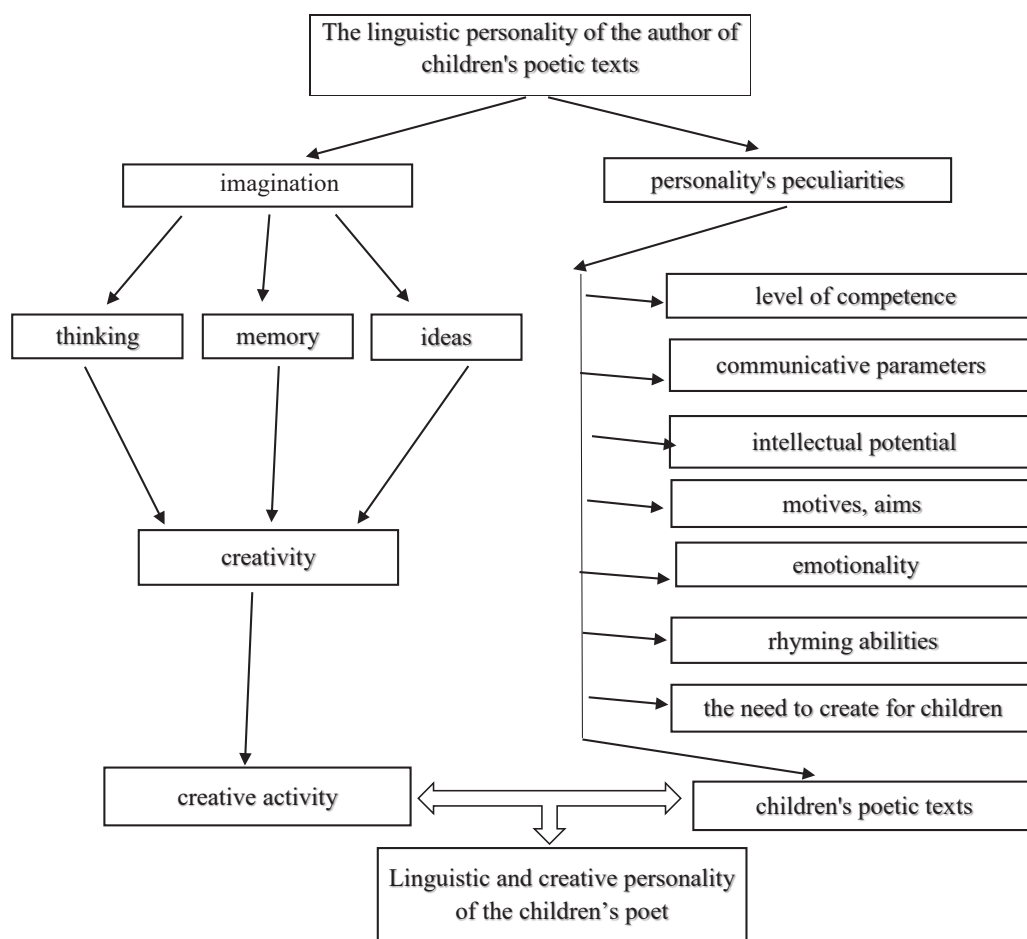 The linguistic personality of the author of
children's poetic texts
imagination
personality's peculiarities
level of competence
thinking
memory
ideas
communicative parameters
intellectual potential
motives, aims
creativity
emotionality
rhyming abilities
the need to create for children
creative activity
children's poetic texts
Linguistic and creative personality
of the children’s poet